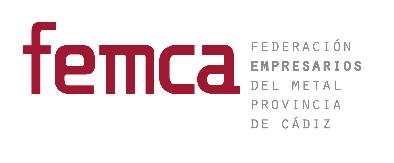 femca
FEDERACIÓN
EMPRESARIOS
DEL METAL
PROVINCIA
DE CÁDIZ